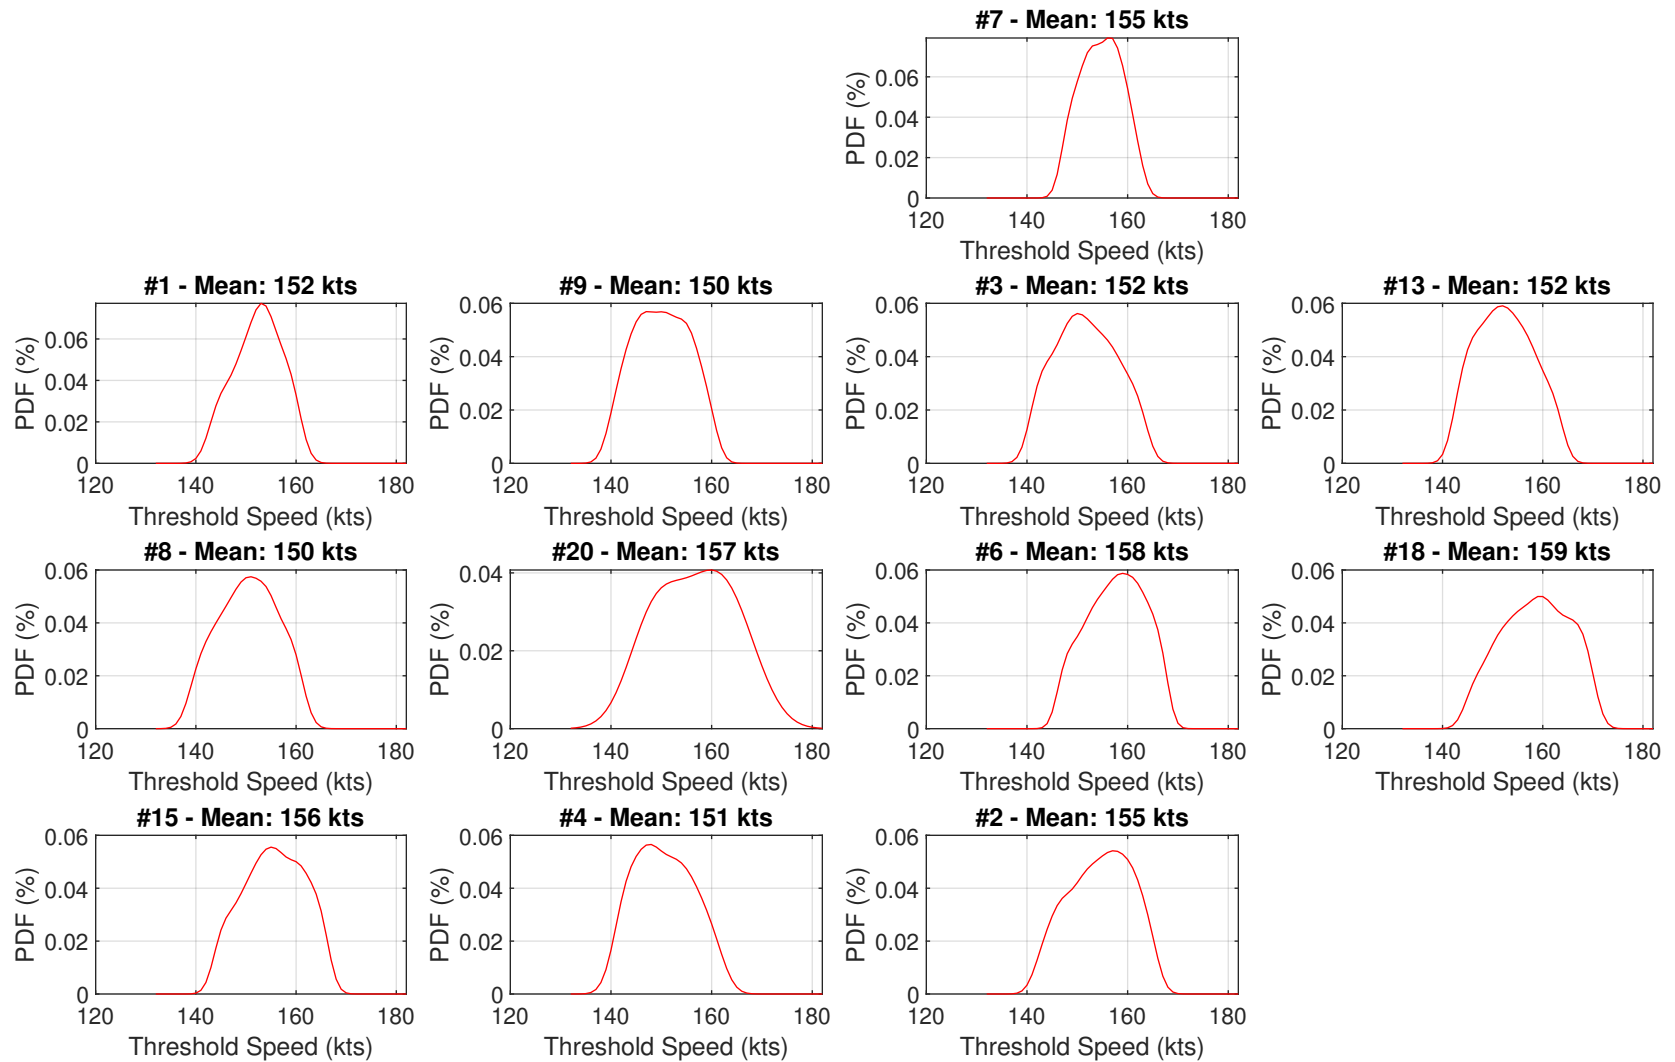 #7 - Mean: 155 kts
PDF (%)
0.06
0.04
0.02
0
120 140 160 180
Threshold Speed (kts)
#1 - Mean: 152 kts
PDF (%)
0.06
0.04
0.02
0
120 140 160 180
Threshold Speed (kts)
#9 - Mean: 150 kts
PDF (%)
0.06
0.04
0.02
0
120 140 160 180
Threshold Speed (kts)
#3 - Mean: 152 kts
PDF (%)
0.06
0.04
0.02
0
120 140 160 180
Threshold Speed (kts)
#13 - Mean: 152 kts
PDF (%)
0.06
0.04
0.02
0
120 140 160 180
Threshold Speed (kts)
#8 - Mean: 150 kts
PDF (%)
0.06
0.04
0.02
0
120 140 160 180
Threshold Speed (kts)
#20 - Mean: 157 kts
PDF (%)
0.04
0.02
0
120 140 160 180
Threshold Speed (kts)
#6 - Mean: 158 kts
PDF (%)
0.06
0.04
0.02
0
120 140 160 180
Threshold Speed (kts)
#18 - Mean: 159 kts
PDF (%)
0.06
0.04
0.02
0
120 140 160 180
Threshold Speed (kts)
#15 - Mean: 156 kts
PDF (%)
0.06
0.04
0.02
0
120 140 160 180
Threshold Speed (kts)
#4 - Mean: 151 kts
PDF (%)
0.06
0.04
0.02
0
120 140 160 180
Threshold Speed (kts)
#2 - Mean: 155 kts
PDF (%)
0.06
0.04
0.02
0
120 140 160 180
Threshold Speed (kts)